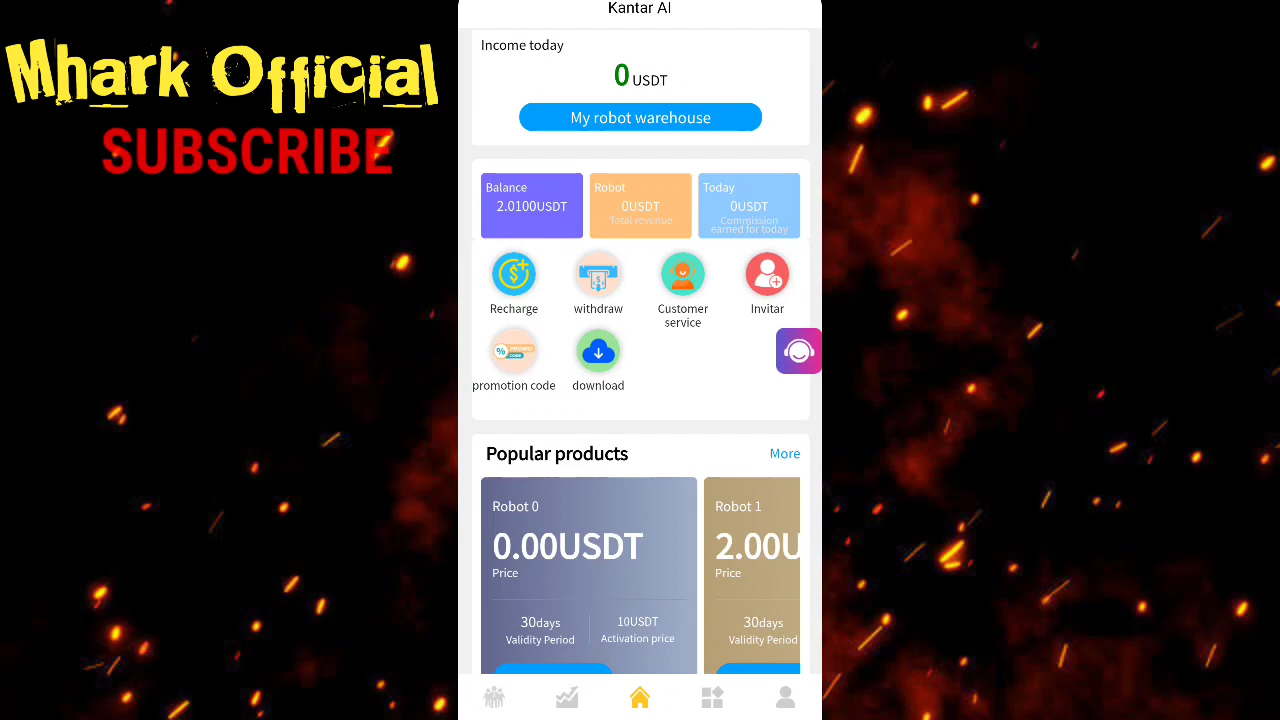 Mhark Official
SUBSCRIBE
Kantar AI
Income today
0 USDT
My robot warehouse
Balance
2.0100USDT
Robot
0USDT
Total revenue
Today
0USDT
Commission
earned for today
Recharge
withdraw
Customer
service
Invitar
%
CODE
promotion code
download
Popular products
More
Robot 0
0.00USDT
Price
30days
Validity Period
10USDT
Activation price
Robot 1
2.00U
Price
30days
Validity Period